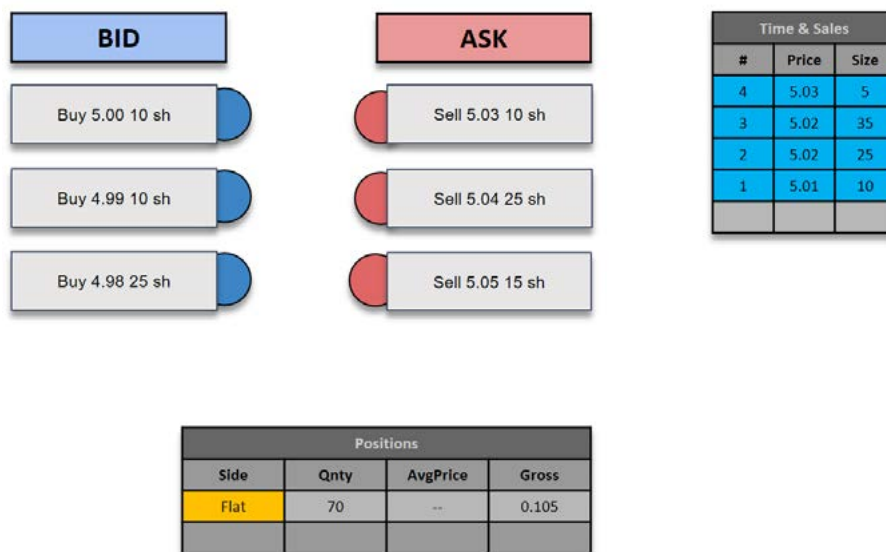 BID
ASK
Buy 5.00 10 sh
Sell 5.03 10 sh
Buy 4.99 10 sh
Sell 5.04 25 sh
Buy 4.98 25 sh
Sell 5.05 15 sh
Time & Sales
# Price Size
4 5.03 5
3 5.02 35
2 5.02 25
1 5.01 10
Positions
Side Qnty AvgPrice Gross
Flat 70 -- 0.105